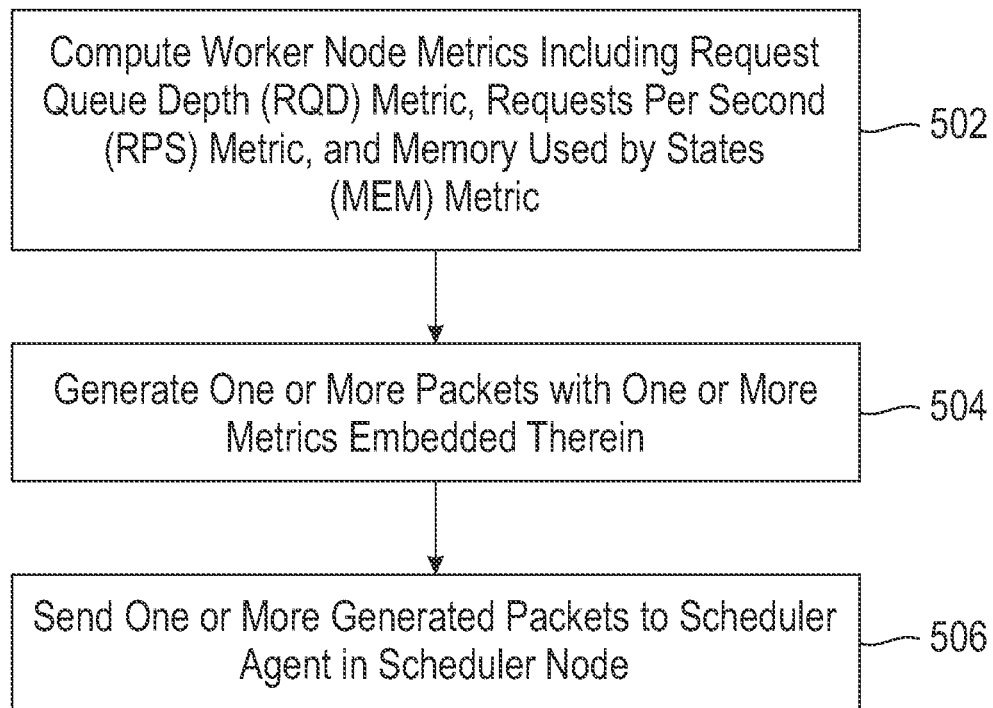 Compute Worker Node Metrics Including Request
Queue Depth (RQD) Metric, Requests Per Second
(RPS) Metric, and Memory Used by States
(MEM) Metric
502
Generate One or More Packets with One or More
Metrics Embedded Therein
504
Send One or More Generated Packets to Scheduler
Agent in Scheduler Node
506